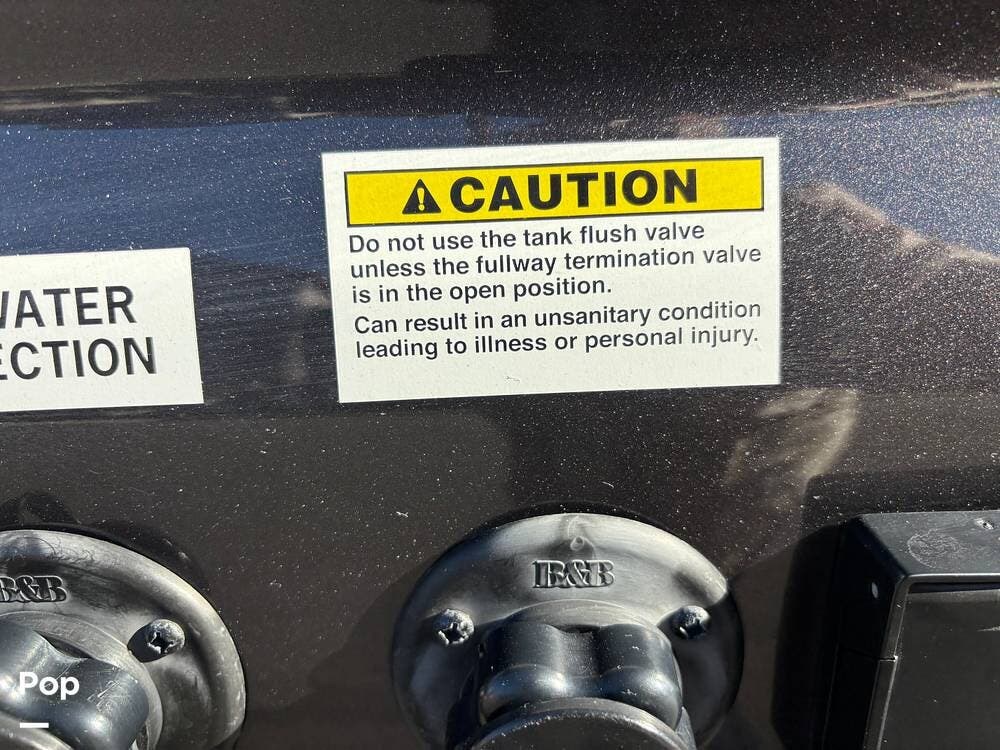 CAUTION
Do not use the tank flush valve
unless the fullway termination valve
is in the open position.
Can result in an unsanitary condition
leading to illness or personal injury.
WATER
ECTION
B&B
B&B
Pop